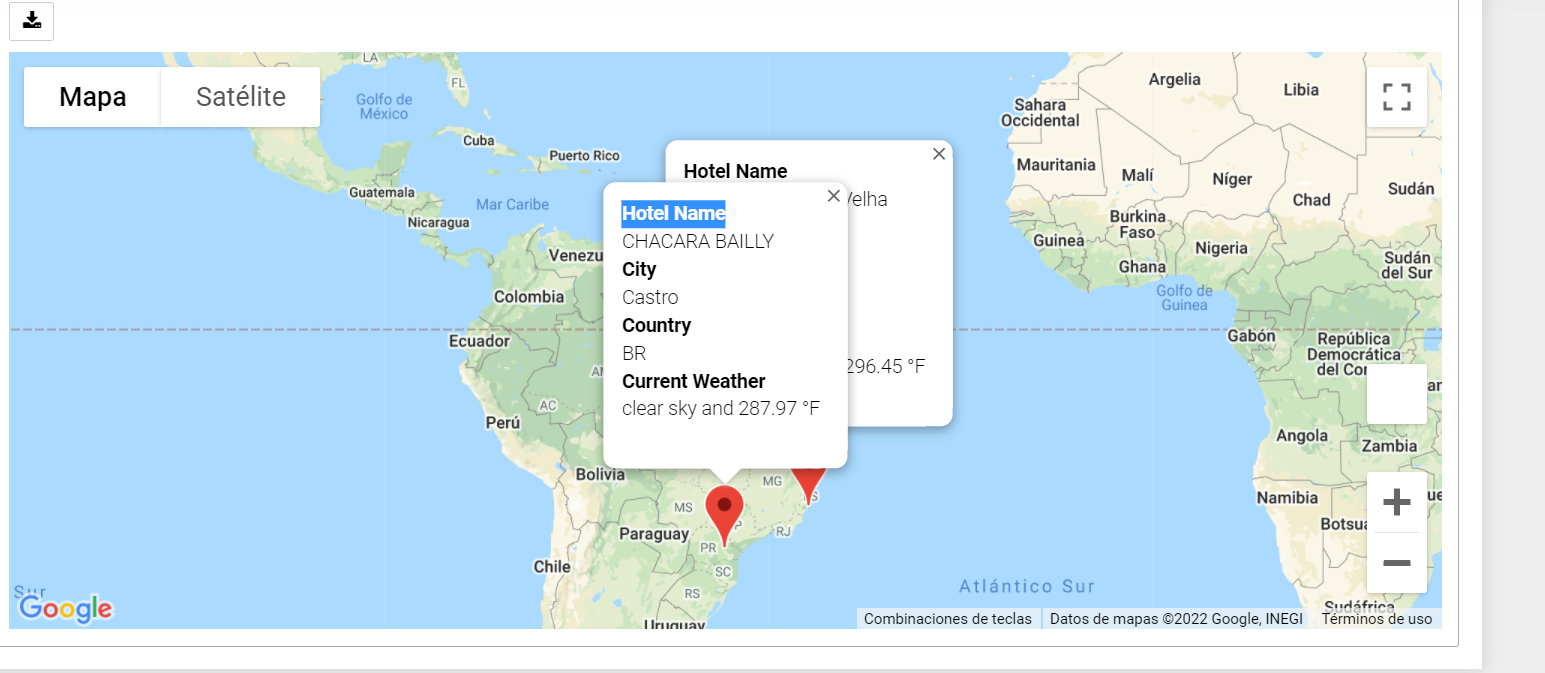 Mapa
Satélite
LA
FL
Golfo de
México
Cuba
Puerto Rico
Guatemala
Mar Caribe
Nicaragua
Colombia
Ecuador
AC
Perú
Bolivia
MS
MG
Paraguay
PR
RJ
Chile
SC
RS
Uruguay
Hotel Name
Velha
296.45 °F
Hotel Name
CHACARA BAILLY
City
Castro
Country
BR
Current Weather
clear sky and 287.97 °F
Argelia
Libia
Sahara
Occidental
Mauritania
Malí
Níger
Chad
Sudán
Burkina
Faso
Guinea
Nigeria
Ghana
Sudán
del Sur
Golfo de
Guinea
Gabón
República
Democrática
Angola
Zambia
Namibia
Atlántico Sur
Sudáfrica
Sur
Google
Combinaciones de teclas
Datos de mapas ©2022 Google, INEGI
Términos de uso